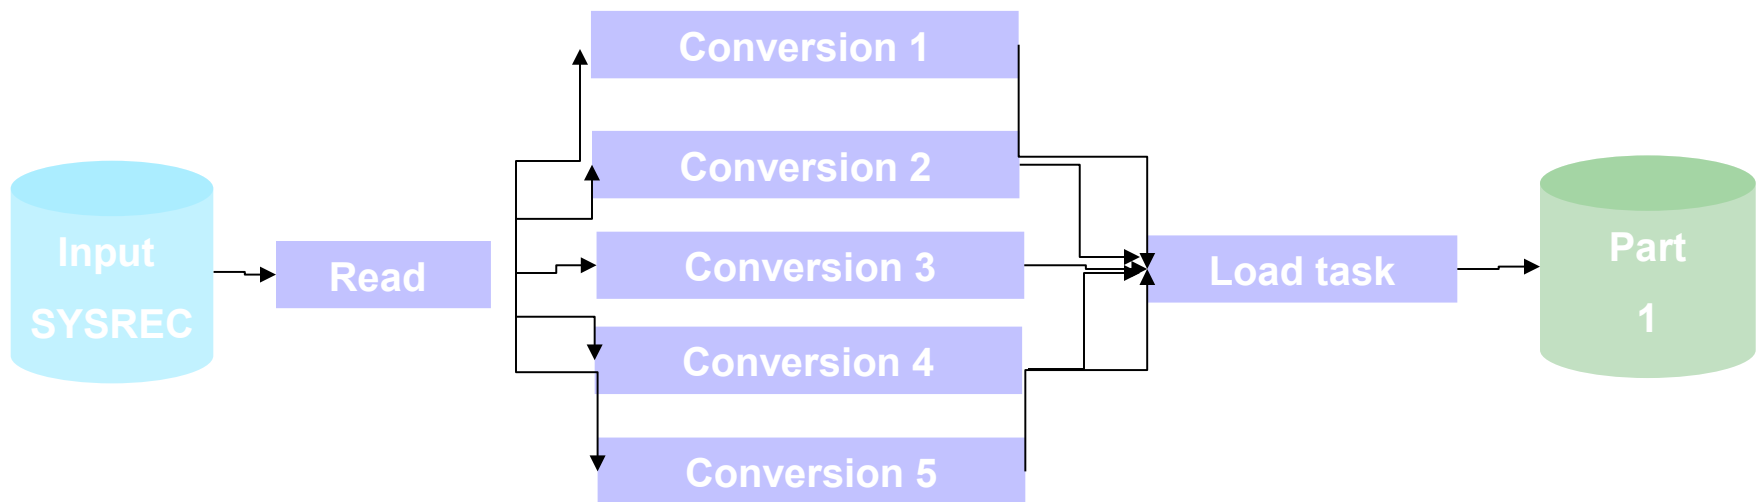 Input
SYSREC
Read
Conversion 1
Conversion 2
Conversion 3
Conversion 4
Conversion 5
Load task
Part
1